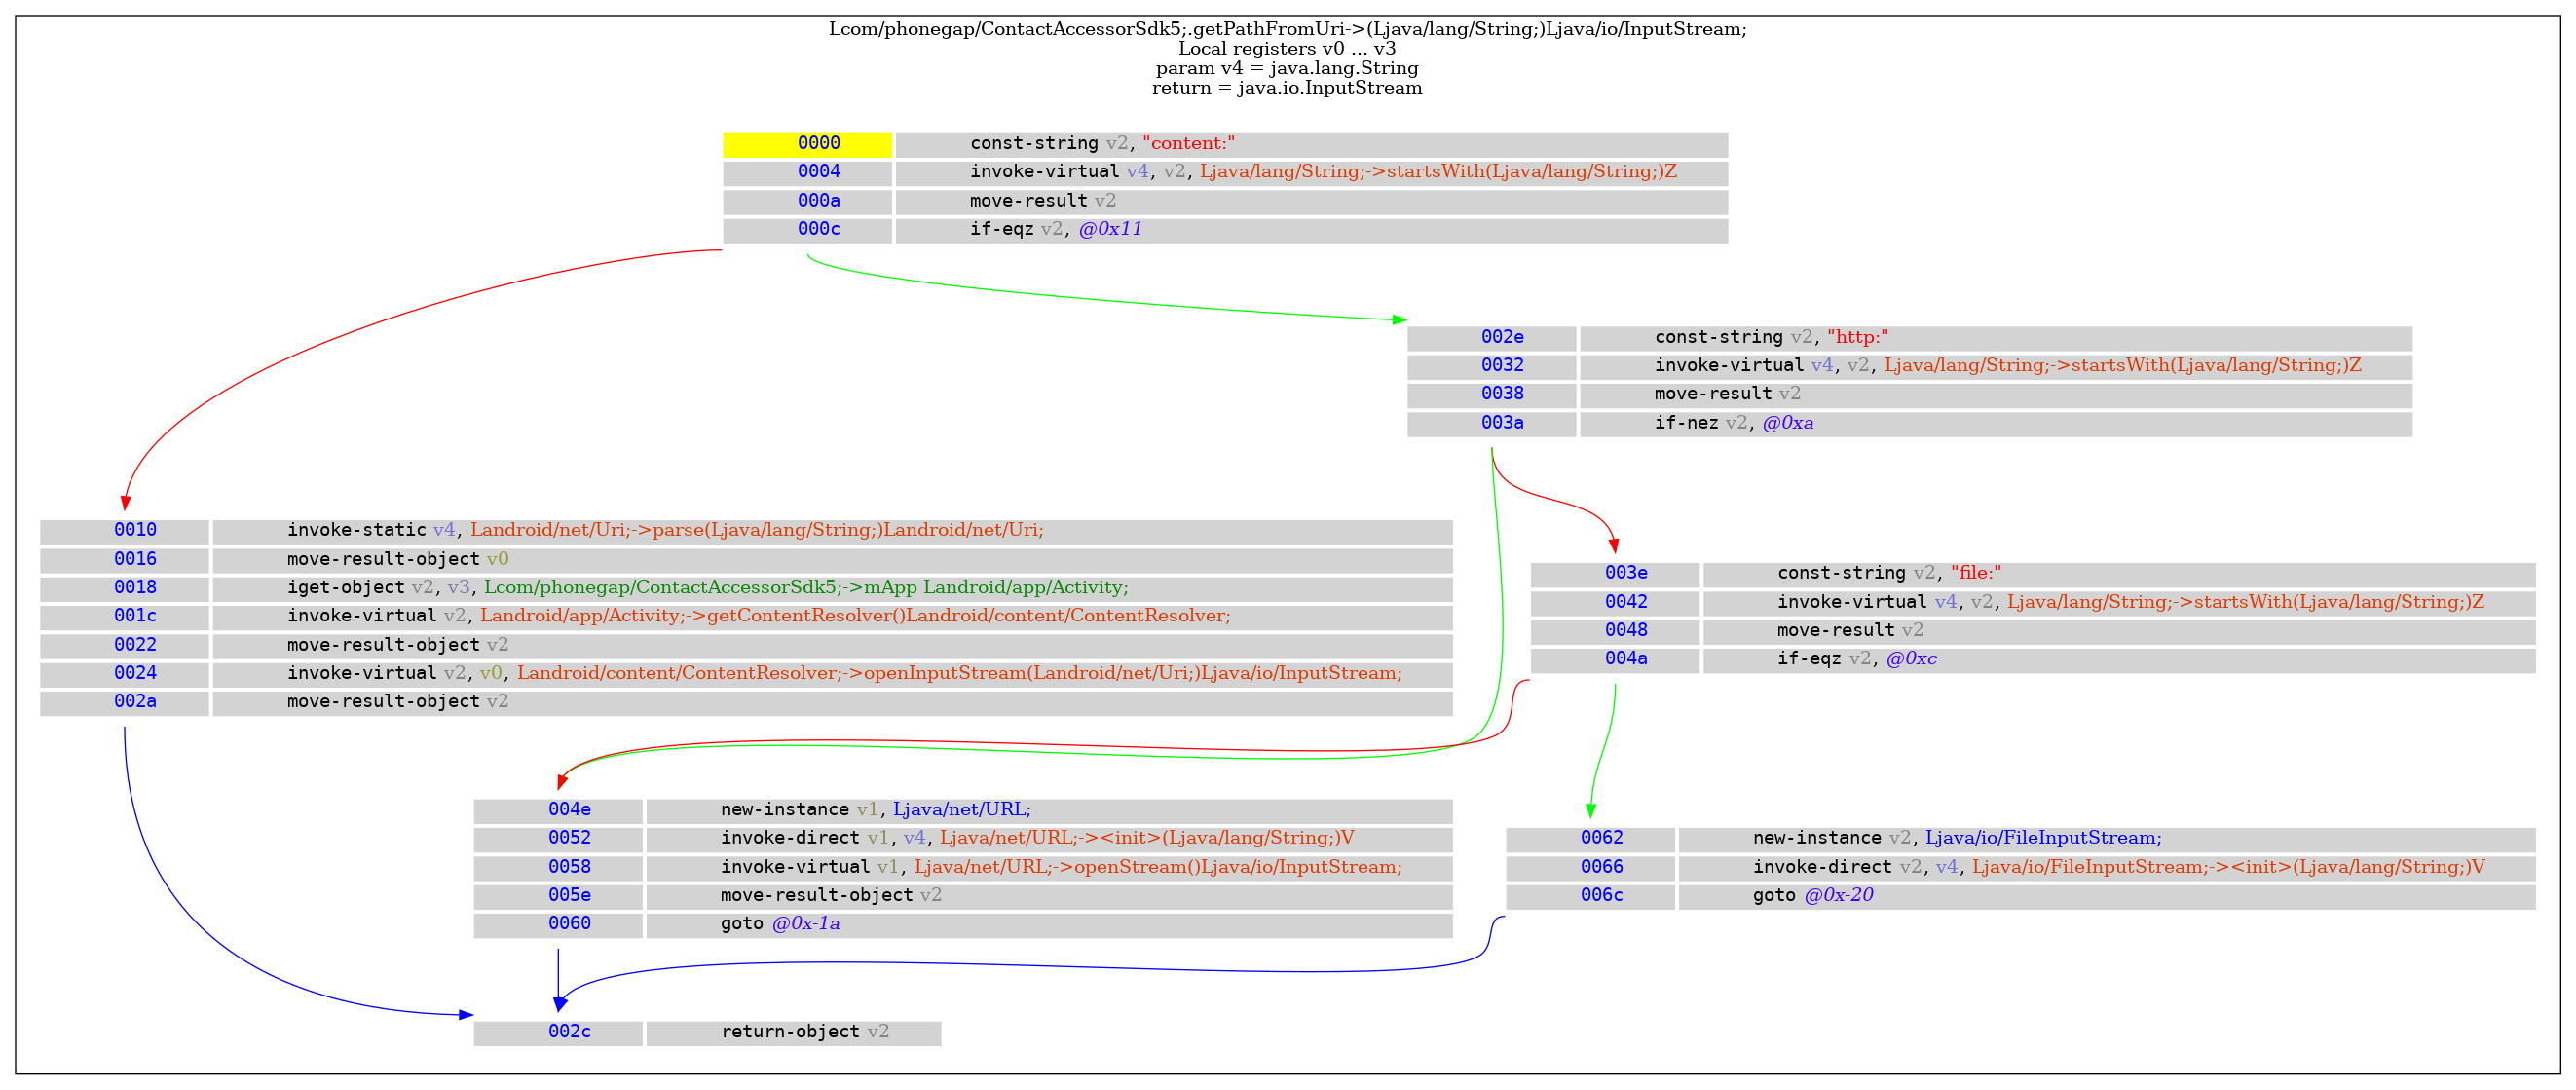 Lcom/phonegap/ContactAccessorSdk5;.getPathFromUri->(Ljava/lang/String;)Ljava/io/InputStream;
Local registers v0 ... v3
param v4 = java.lang.String
return = java.io.InputStream
0000 const-string v2, "content:"
0004 invoke-virtual v4, v2, Ljava/lang/String;->startsWith(Ljava/lang/String;)Z
000a move-result v2
000c if-eqz v2, @0x11
002e const-string v2, "http:"
0032 invoke-virtual v4, v2, Ljava/lang/String;->startsWith(Ljava/lang/String;)Z
0038 move-result v2
003a if-nez v2, @0xa
0010 invoke-static v4, Landroid/net/Uri;->parse(Ljava/lang/String;)Landroid/net/Uri;
0016 move-result-object v0
0018 iget-object v2, v3, Lcom/phonegap/ContactAccessorSdk5;->mApp Landroid/app/Activity;
001c invoke-virtual v2, Landroid/app/Activity;->getContentResolver()Landroid/content/ContentResolver;
0022 move-result-object v2
0024 invoke-virtual v2, v0, Landroid/content/ContentResolver;->openInputStream(Landroid/net/Uri;)Ljava/io/InputStream;
002a move-result-object v2
003e const-string v2, "file:"
0042 invoke-virtual v4, v2, Ljava/lang/String;->startsWith(Ljava/lang/String;)Z
0048 move-result v2
004a if-eqz v2, @0xc
004e new-instance v1, Ljava/net/URL;
0052 invoke-direct v1, v4, Ljava/net/URL;-><init>(Ljava/lang/String;)V
0058 invoke-virtual v1, Ljava/net/URL;->openStream()Ljava/io/InputStream;
005e move-result-object v2
0060 goto @0x-1a
0062 new-instance v2, Ljava/io/FileInputStream;
0066 invoke-direct v2, v4, Ljava/io/FileInputStream;-><init>(Ljava/lang/String;)V
006c goto @0x-20
002c return-object v2